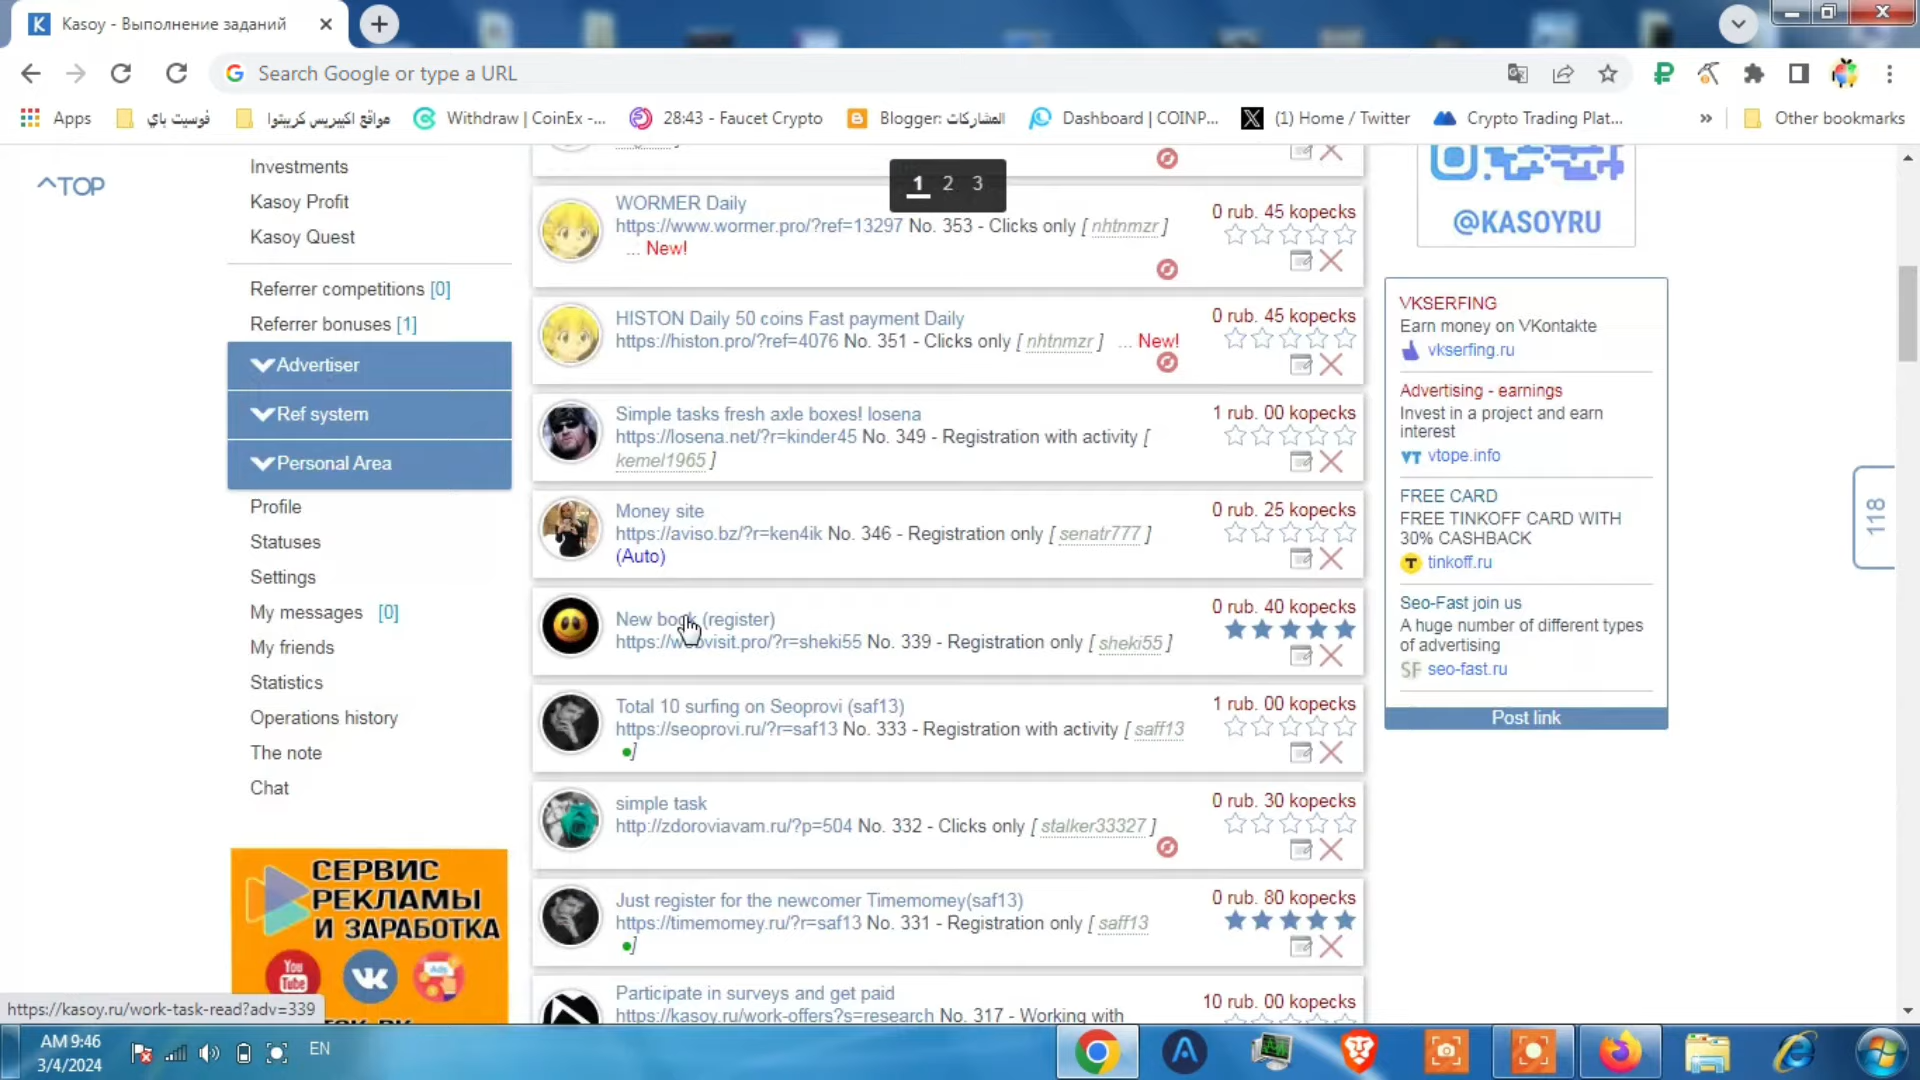 Kasoy - Выполнение заданий
Search Google or type a URL
Apps
فوسيت باي
مواقع اكبيريس كريبتوا
Withdraw | CoinEx -...
28:43 - Faucet Crypto
Blogger: المشاركات
Dashboard | COINP...
(1) Home / Twitter
Crypto Trading Plat...
»
Other bookmarks
^TOP
Investments
Kasoy Profit
Kasoy Quest
Referrer competitions [0]
Referrer bonuses [1]
Advertiser
Ref system
Personal Area
Profile
Statuses
Settings
My messages [0]
My friends
Statistics
Operations history
The note
Chat
СЕРВИС
РЕКЛАМЫ
И ЗАРАБОТКА
You
Tube
1 2 3
WORMER Daily
https://www.wormer.pro/?ref=13297 No. 353 - Clicks only [ nhtnmzr ]
... New!
0 rub. 45 kopecks
HISTON Daily 50 coins Fast payment Daily
https://histon.pro/?ref=4076 No. 351 - Clicks only [ nhtnmzr ] ... New!
0 rub. 45 kopecks
Simple tasks fresh axle boxes! losena
https://losena.net/?r=kinder45 No. 349 - Registration with activity [
kemel1965 ]
1 rub. 00 kopecks
Money site
https://aviso.bz/?r=ken4ik No. 346 - Registration only [ senatr777 ]
(Auto)
0 rub. 25 kopecks
New book (register)
https://webvisit.pro/?r=sheki55 No. 339 - Registration only [ sheki55 ]
0 rub. 40 kopecks
Total 10 surfing on Seoprovi (saf13)
https://seoprovi.ru/?r=saf13 No. 333 - Registration with activity [ saff13
]
1 rub. 00 kopecks
simple task
http://zdoroviavam.ru/?p=504 No. 332 - Clicks only [ stalker33327 ]
0 rub. 30 kopecks
Just register for the newcomer Timemomey(saf13)
https://timemomey.ru/?r=saf13 No. 331 - Registration only [ saff13
]
0 rub. 80 kopecks
Participate in surveys and get paid
https://kasoy.ru/work-offers?s=research No. 317 - Working with
10 rub. 00 kopecks
@KASOYRU
VKSERFING
Earn money on VKontakte
vkserfing.ru
Advertising - earnings
Invest in a project and earn
interest
VT vtope.info
FREE CARD
FREE TINKOFF CARD WITH
30% CASHBACK
tinkoff.ru
Seo-Fast join us
A huge number of different types
of advertising
SF seo-fast.ru
Post link
118
https://kasoy.ru/work-task-read?adv=339
AM 9:46
3/4/2024
EN